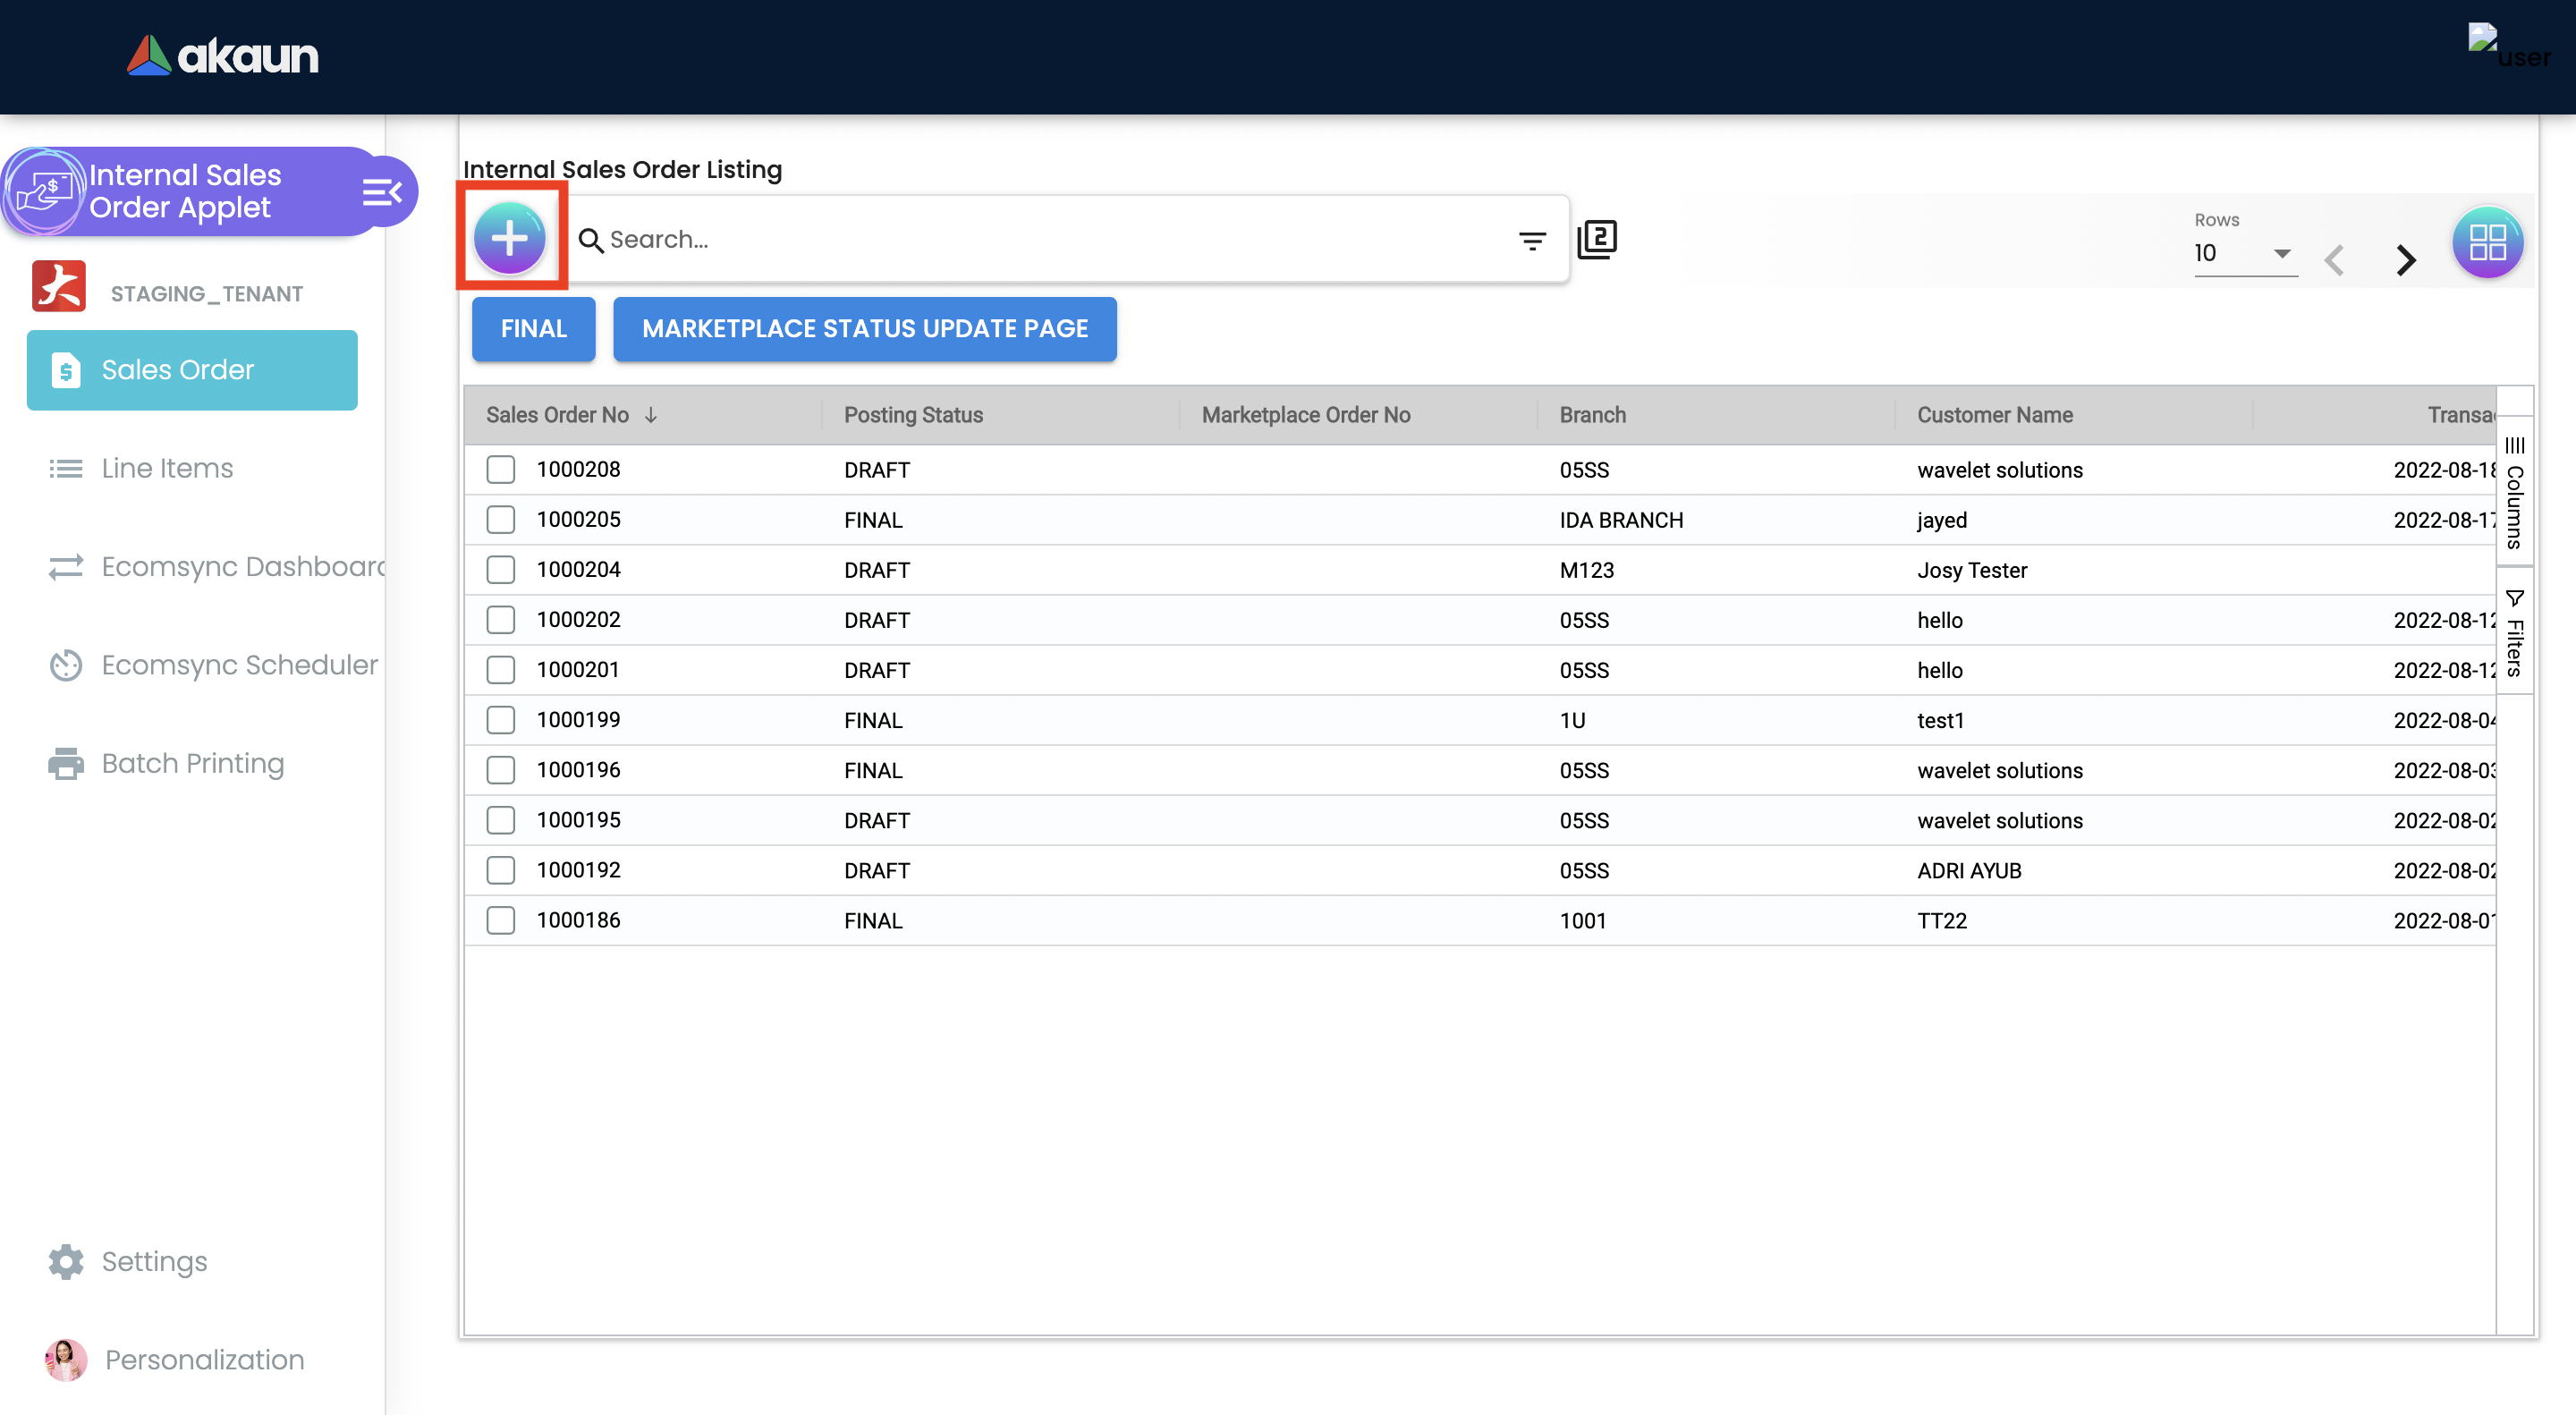 akaun
user
Internal Sales
Order Applet
STAGING_TENANT
Sales Order
Line Items
Ecomsync Dashboard
Ecomsync Scheduler
Batch Printing
Settings
Personalization
Internal Sales Order Listing
Search...
2
Rows
10
FINAL
MARKETPLACE STATUS UPDATE PAGE
Sales Order No Posting Status Marketplace Order No Branch Customer Name Transac
1000208 DRAFT 05SS wavelet solutions 2022-08-18
1000205 FINAL IDA BRANCH jayed 2022-08-17
1000204 DRAFT M123 Josy Tester
1000202 DRAFT 05SS hello 2022-08-12
1000201 DRAFT 05SS hello 2022-08-12
1000199 FINAL 1U test1 2022-08-04
1000196 FINAL 05SS wavelet solutions 2022-08-03
1000195 DRAFT 05SS wavelet solutions 2022-08-02
1000192 DRAFT 05SS ADRI AYUB 2022-08-02
1000186 FINAL 1001 TT22 2022-08-01
Columns
Filters